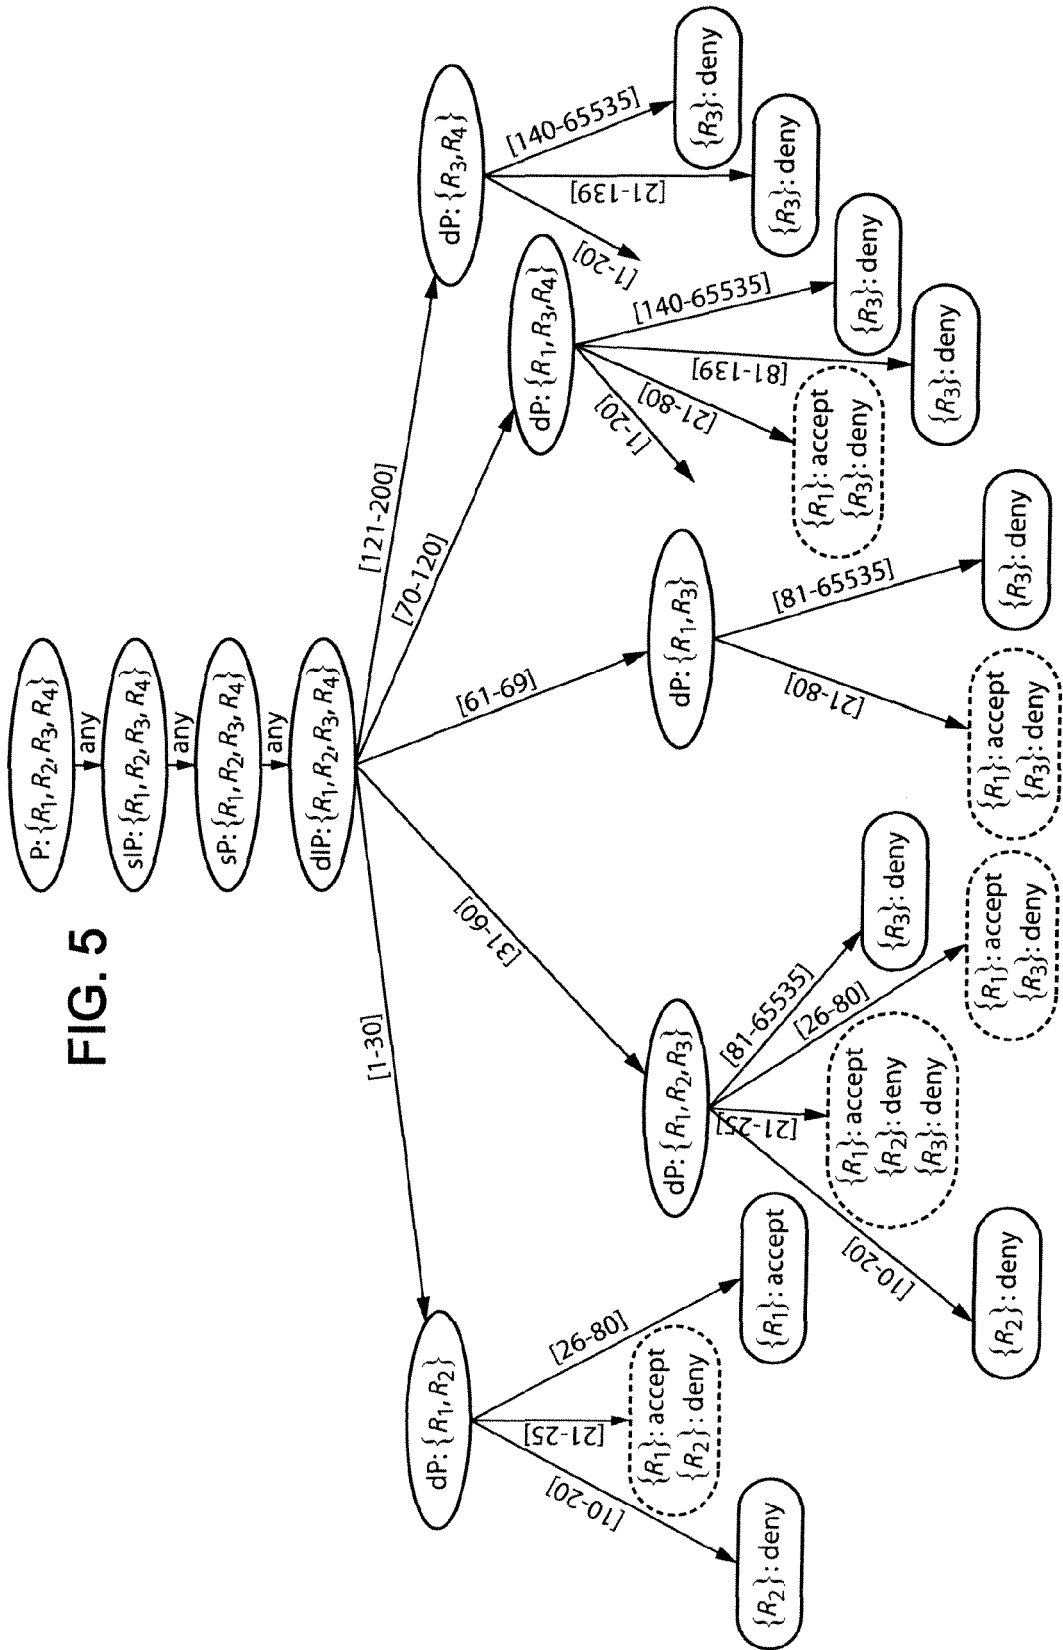 FIG. 5
P: {R1, R2, R3, R4}
any
sIP: {R1, R2, R3, R4}
any
sP: {R1, R2, R3, R4}
any
dIP: {R1, R2, R3, R4}
[1-30]
[31-60]
[61-69]
[70-120]
[121-200]
dP: {R1, R2}
[10-20]
[21-25]
[26-80]
{R2}: deny
{R1}: accept
{R2}: deny
{R1}: accept
dP: {R1, R2, R3}
[10-20]
[21-25]
[26-80]
[81-65535]
{R2}: deny
{R1}: accept
{R2}: deny
{R3}: deny
{R1}: accept
{R3}: deny
{R3}: deny
dP: {R1, R3}
[21-80]
[81-65535]
{R1}: accept
{R3}: deny
{R3}: deny
dP: {R1, R3, R4}
[1-20]
[21-80]
[81-139]
[140-65535]
{R1}: accept
{R3}: deny
{R3}: deny
{R3}: deny
dP: {R3, R4}
[1-20]
[21-139]
[140-65535]
{R3}: deny
{R3}: deny